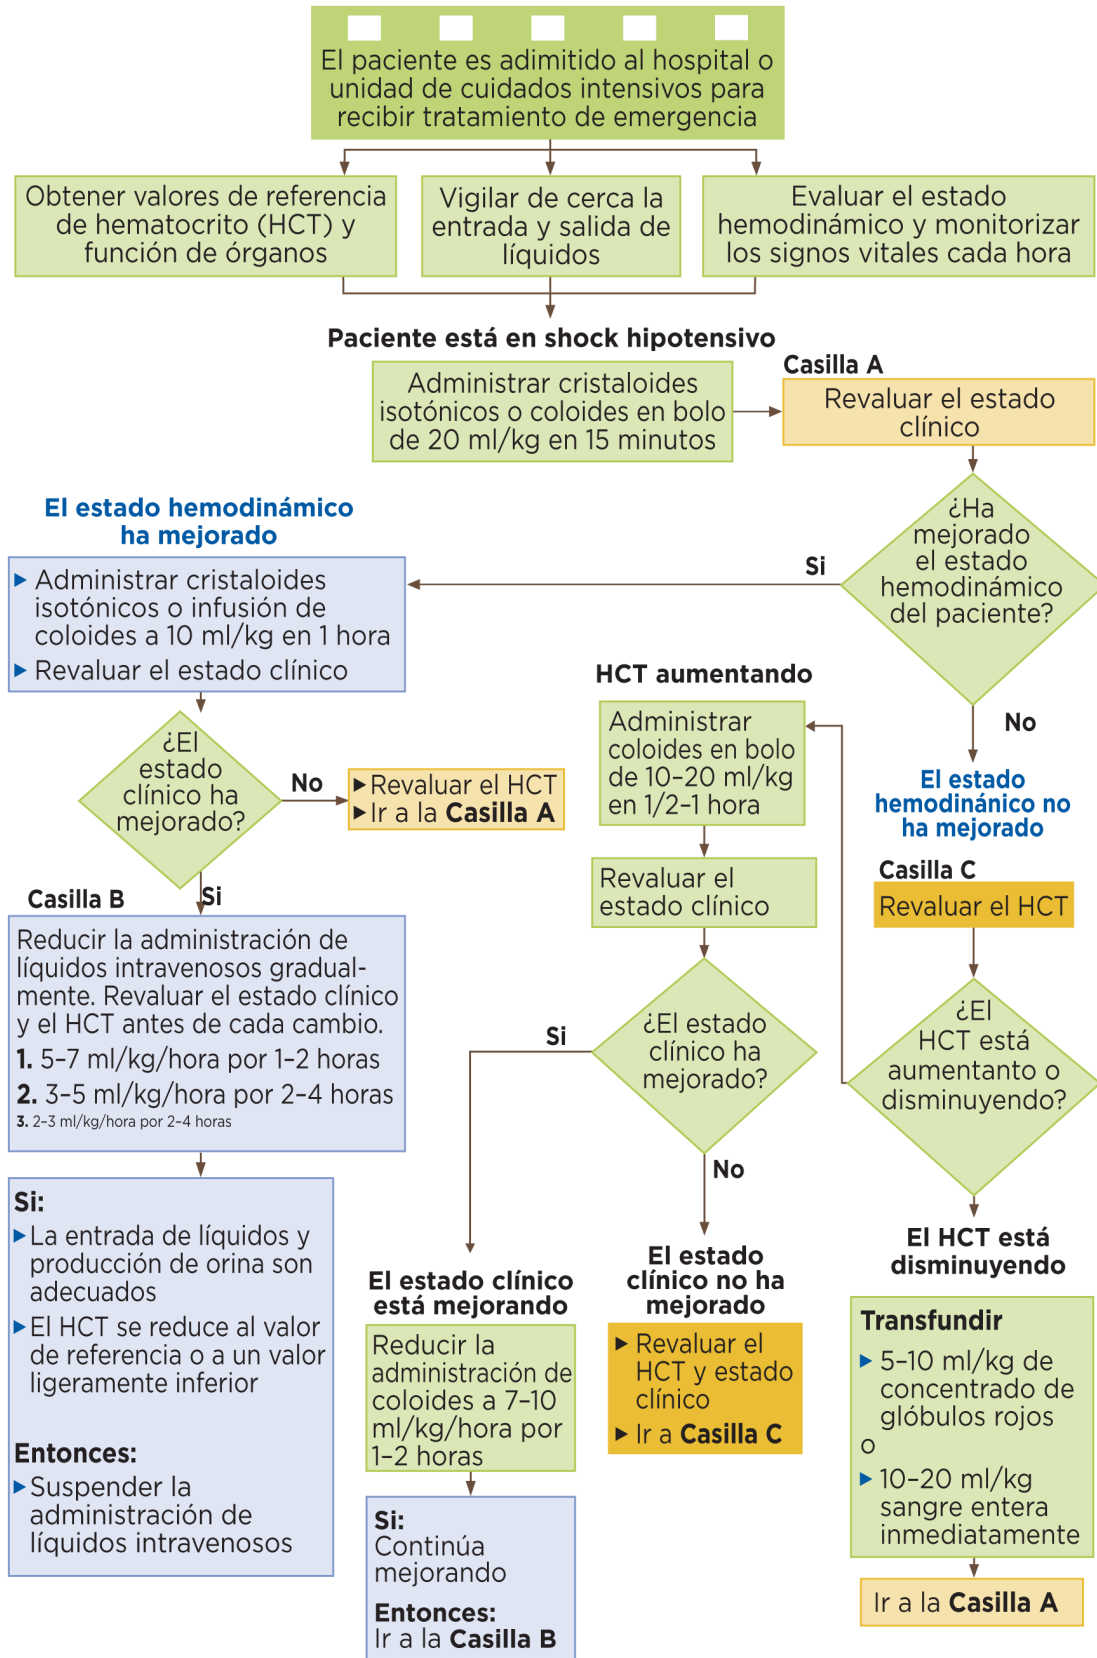 El paciente es adimitido al hospital o
unidad de cuidados intensivos para
recibir tratamiento de emergencia
Obtener valores de referencia
de hematocrito (HCT) y
función de órganos
Vigilar de cerca la
entrada y salida de
líquidos
Evaluar el estado
hemodinámico y monitorizar
los signos vitales cada hora
Paciente está en shock hipotensivo
Administrar cristaloides
isotónicos o coloides en bolo
de 20 ml/kg en 15 minutos
Casilla A
Revaluar el estado
clínico
¿Ha
mejorado
el estado
hemodinámico
del paciente?
Si
El estado hemodinámico
ha mejorado
▶ Administrar cristaloides
isotónicos o infusión de
coloides a 10 ml/kg en 1 hora
▶ Revaluar el estado clínico
¿El
estado
clínico ha
mejorado?
No
▶ Revaluar el HCT
▶ Ir a la Casilla A
Si
Casilla B
Reducir la administración de
líquidos intravenosos gradual-
mente. Revaluar el estado clínico
y el HCT antes de cada cambio.
1. 5–7 ml/kg/hora por 1–2 horas
2. 3–5 ml/kg/hora por 2–4 horas
3. 2–3 ml/kg/hora por 2–4 horas
Si:
▶ La entrada de líquidos y
producción de orina son
adecuados
▶ El HCT se reduce al valor
de referencia o a un valor
ligeramente inferior
Entonces:
▶ Suspender la
administración de
líquidos intravenosos
No
El estado
hemodinánico no
ha mejorado
Casilla C
Revaluar el HCT
¿El
HCT está
aumentanto o
disminuyendo?
HCT aumentando
Administrar
coloides en bolo
de 10–20 ml/kg
en 1/2–1 hora
Revaluar el
estado clínico
¿El estado
clínico ha
mejorado?
Si
El estado clínico
está mejorando
Reducir la
administración de
coloides a 7–10
ml/kg/hora por
1–2 horas
Si:
Continúa
mejorando
Entonces:
Ir a la Casilla B
No
El estado
clínico no ha
mejorado
▶ Revaluar el
HCT y estado
clínico
▶ Ir a Casilla C
El HCT está
disminuyendo
Transfundir
▶ 5–10 ml/kg de
concentrado de
glóbulos rojos
o
▶ 10–20 ml/kg
sangre entera
inmediatamente
Ir a la Casilla A